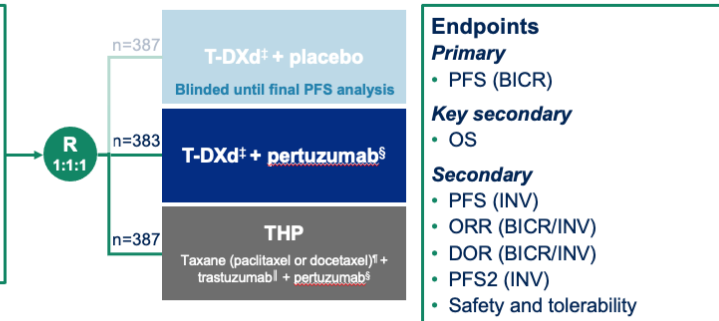 n=387
T-DXd‡ + placebo
Blinded until final PFS analysis
R
1:1:1
n=383
T-DXd‡ + pertuzumab§
n=387
THP
Taxane (paclitaxel or docetaxel)¶ +
trastuzumab‖ + pertuzumab§
Endpoints
Primary
• PFS (BICR)
Key secondary
• OS
Secondary
• PFS (INV)
• ORR (BICR/INV)
• DOR (BICR/INV)
• PFS2 (INV)
• Safety and tolerability